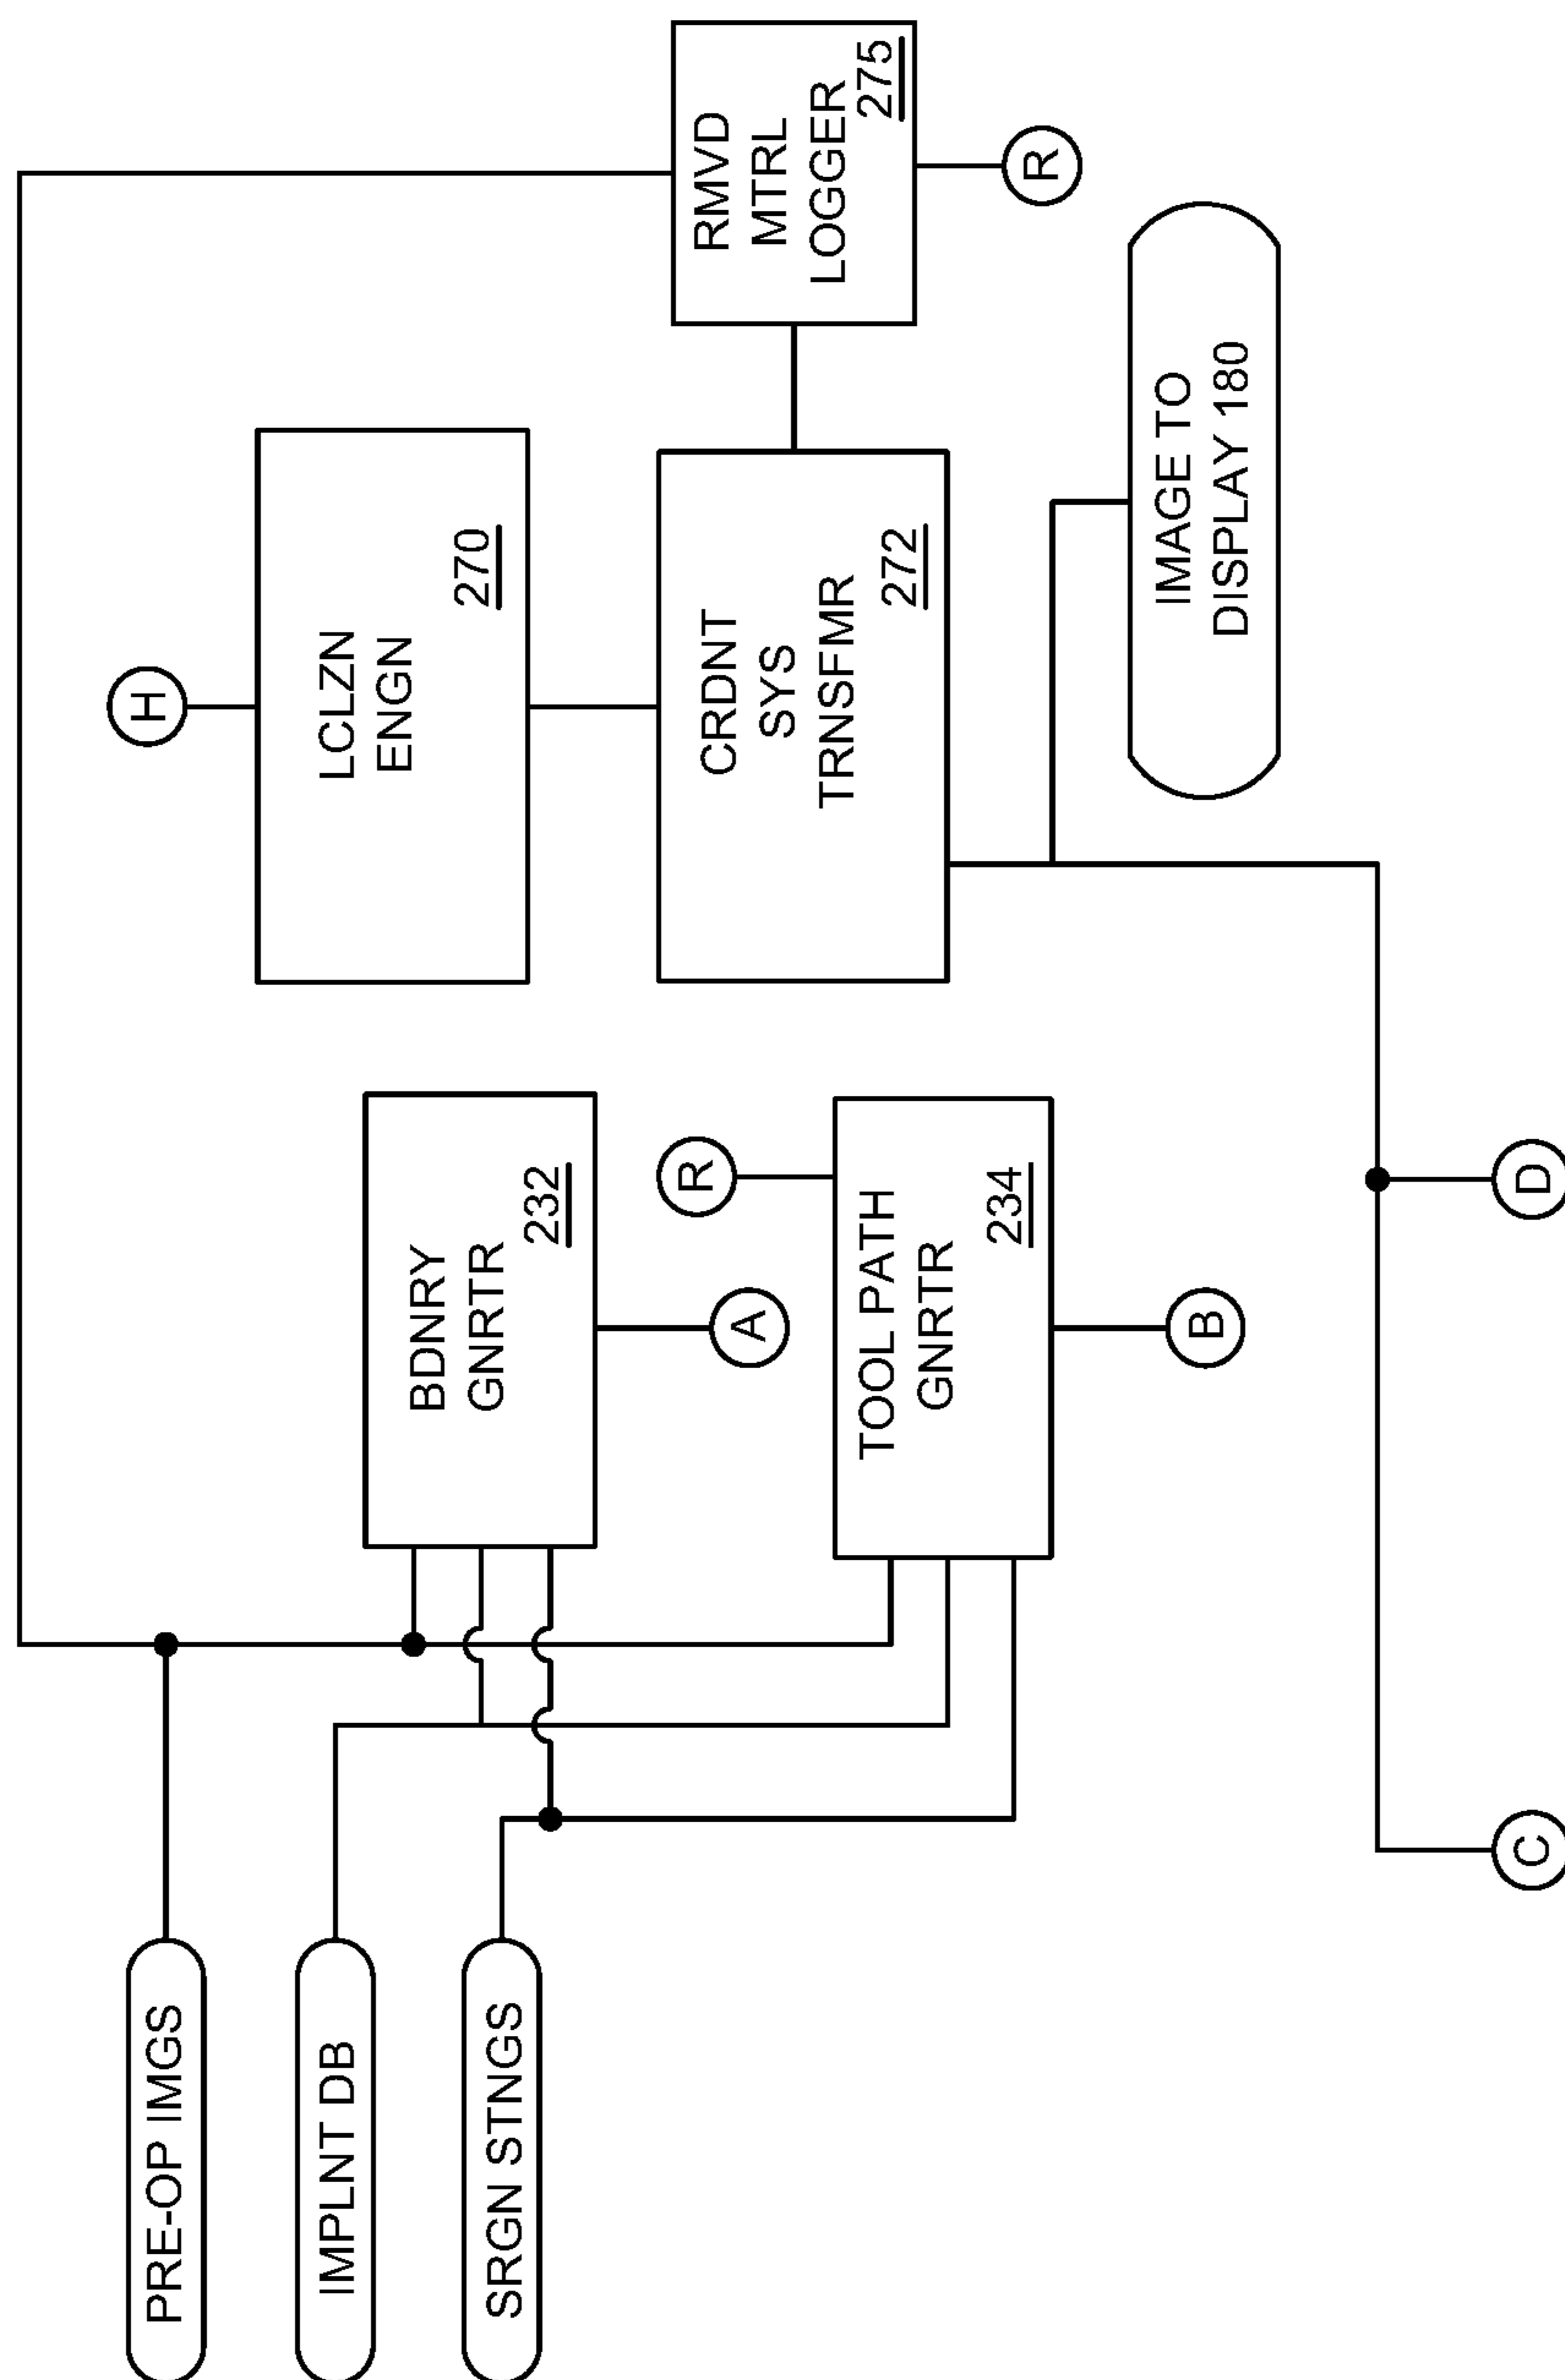 PRE-OP IMGS
IMPLNT DB
SRGN STNGS
BDNRY
GNRTR
232
A
R
TOOL PATH
GNRTR
234
B
H
LCLZN
ENGN
270
CRDNT
SYS
TRNSFMR
272
RMVD
MTRL
LOGGER
275
R
IMAGE TO
DISPLAY 180
C
D